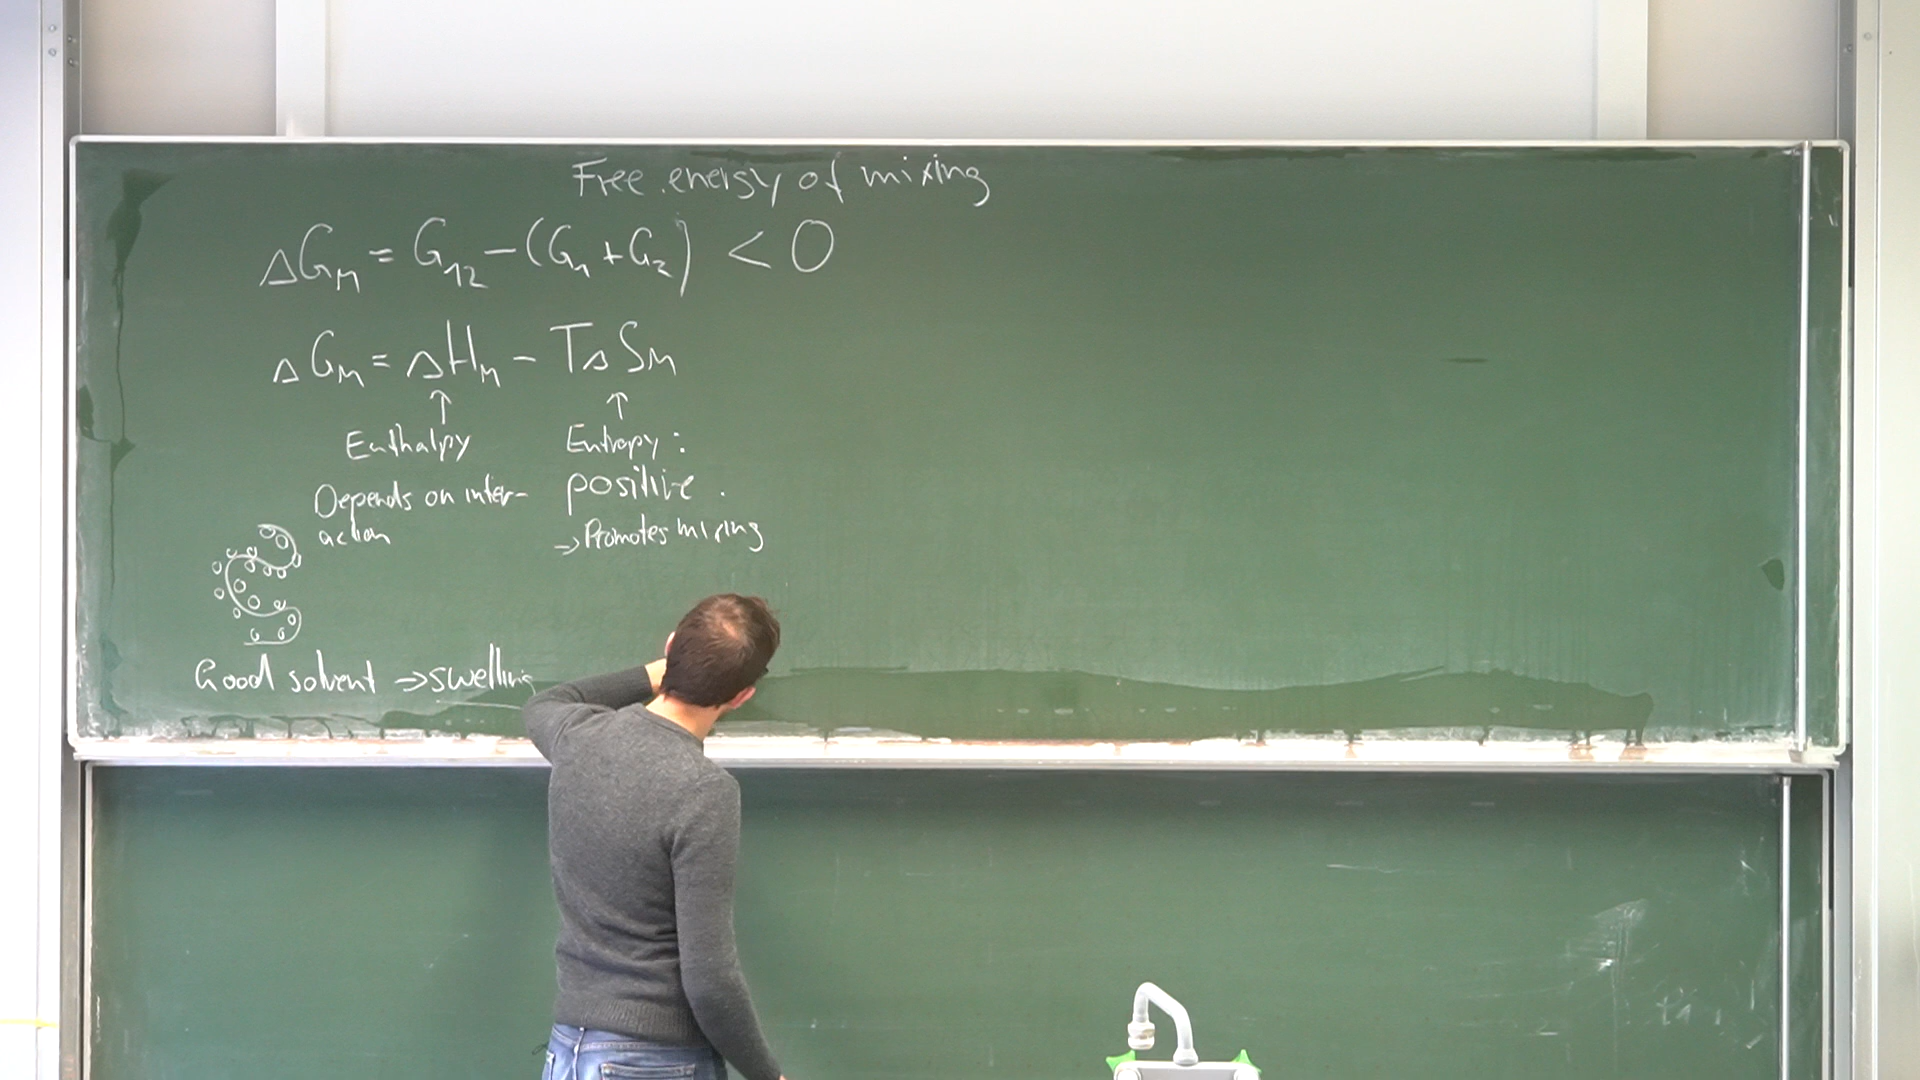 Free energy of mixing
ΔG_M = G_12 - (G_1 + G_2) < 0
ΔG_M = ΔH_M - TΔS_M
↑ ↑
Enthalpy Entropy:
Depends on inter- positive.
action → Promotes mixing
Good solvent → swelling